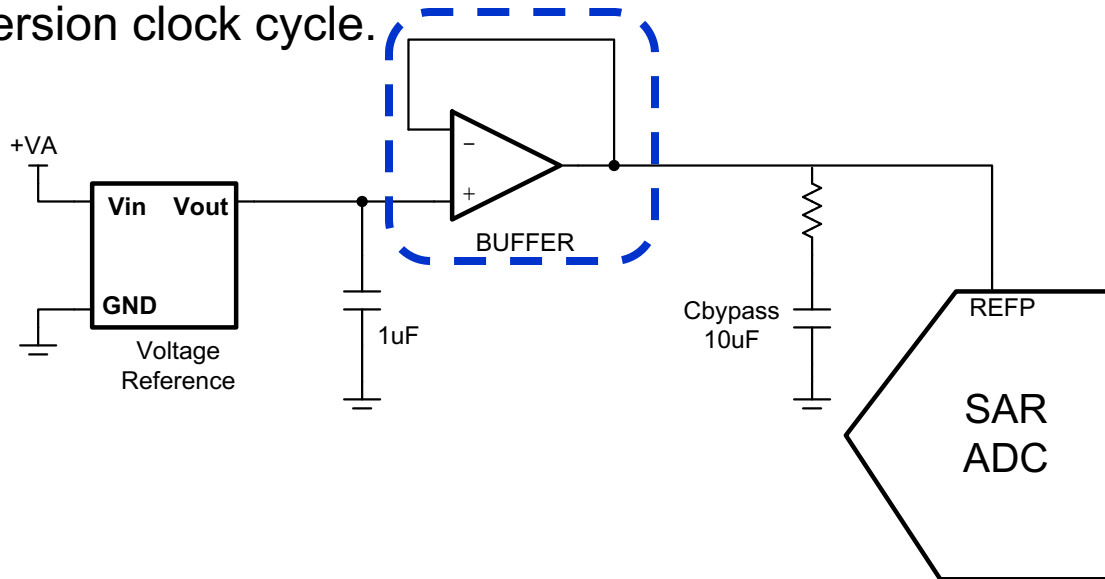 ersion clock cycle.
+VA
Vin Vout
GND
Voltage
Reference
1uF
−
+
BUFFER
Cbypass
10uF
REFP
SAR
ADC